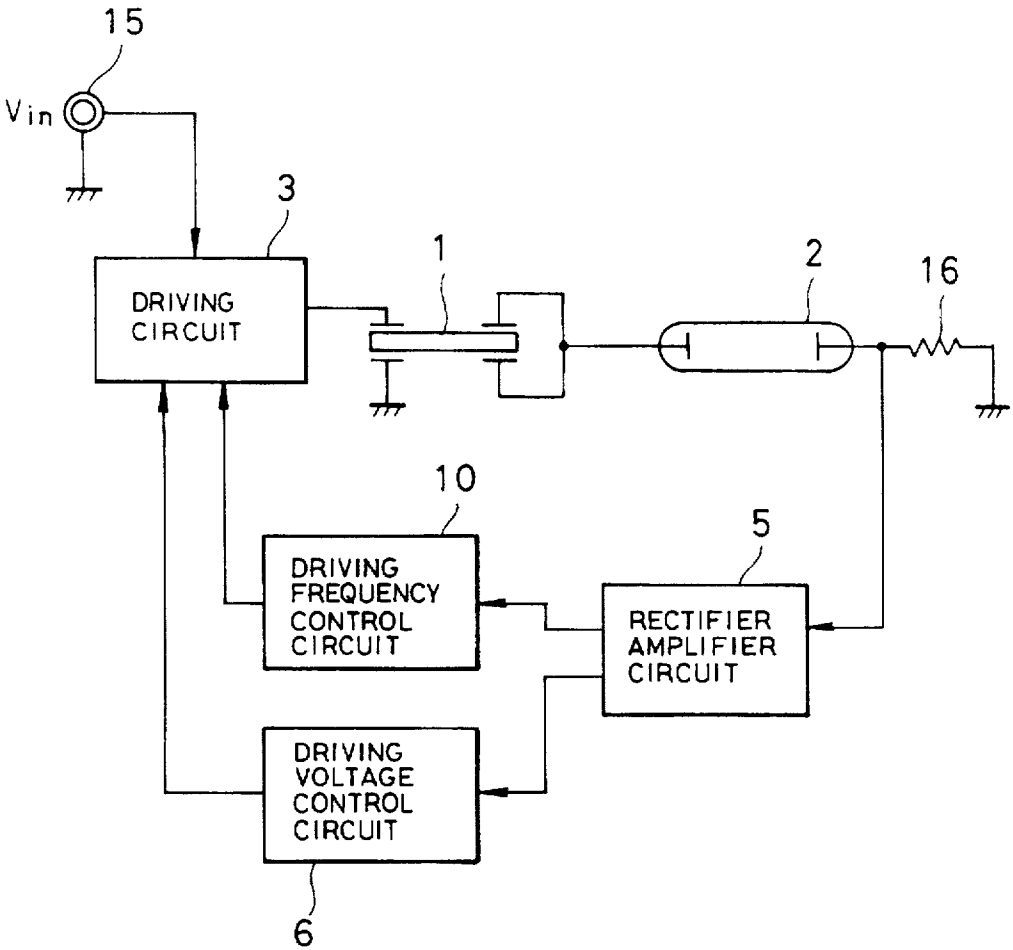 15
Vin
3
DRIVING
CIRCUIT
1
2
16
10
DRIVING
FREQUENCY
CONTROL
CIRCUIT
5
RECTIFIER
AMPLIFIER
CIRCUIT
DRIVING
VOLTAGE
CONTROL
CIRCUIT
6